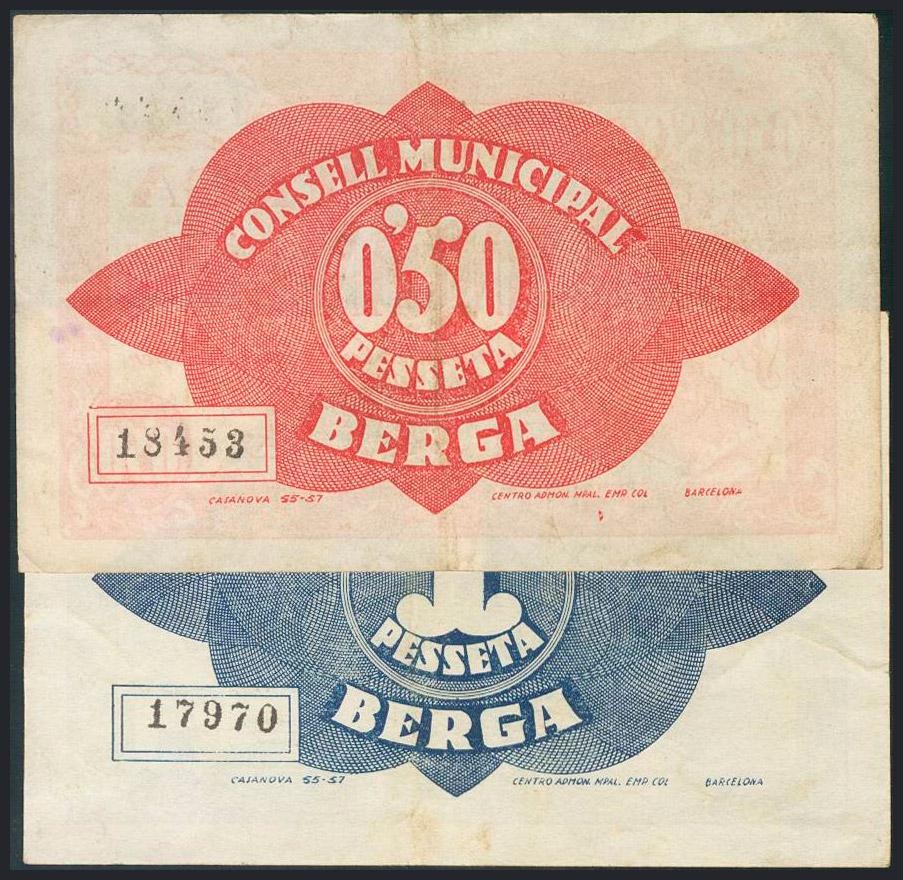 CONSELL MUNICIPAL
0'50
PESSETA
BERGA
18453
CASANOVA 55-57 CENTRO ADMON. MPAL. EMP. COL BARCELONA
1
PESSETA
BERGA
17970
CASANOVA 55-57 CENTRO ADMON. MPAL. EMP. COL BARCELONA